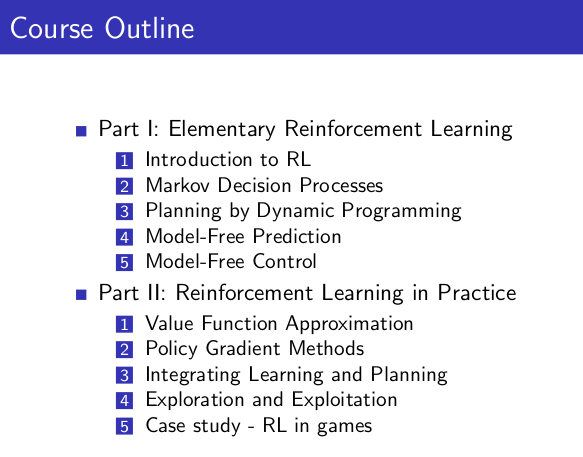 Course Outline
Part I: Elementary Reinforcement Learning
1 Introduction to RL
2 Markov Decision Processes
3 Planning by Dynamic Programming
4 Model-Free Prediction
5 Model-Free Control
Part II: Reinforcement Learning in Practice
1 Value Function Approximation
2 Policy Gradient Methods
3 Integrating Learning and Planning
4 Exploration and Exploitation
5 Case study - RL in games